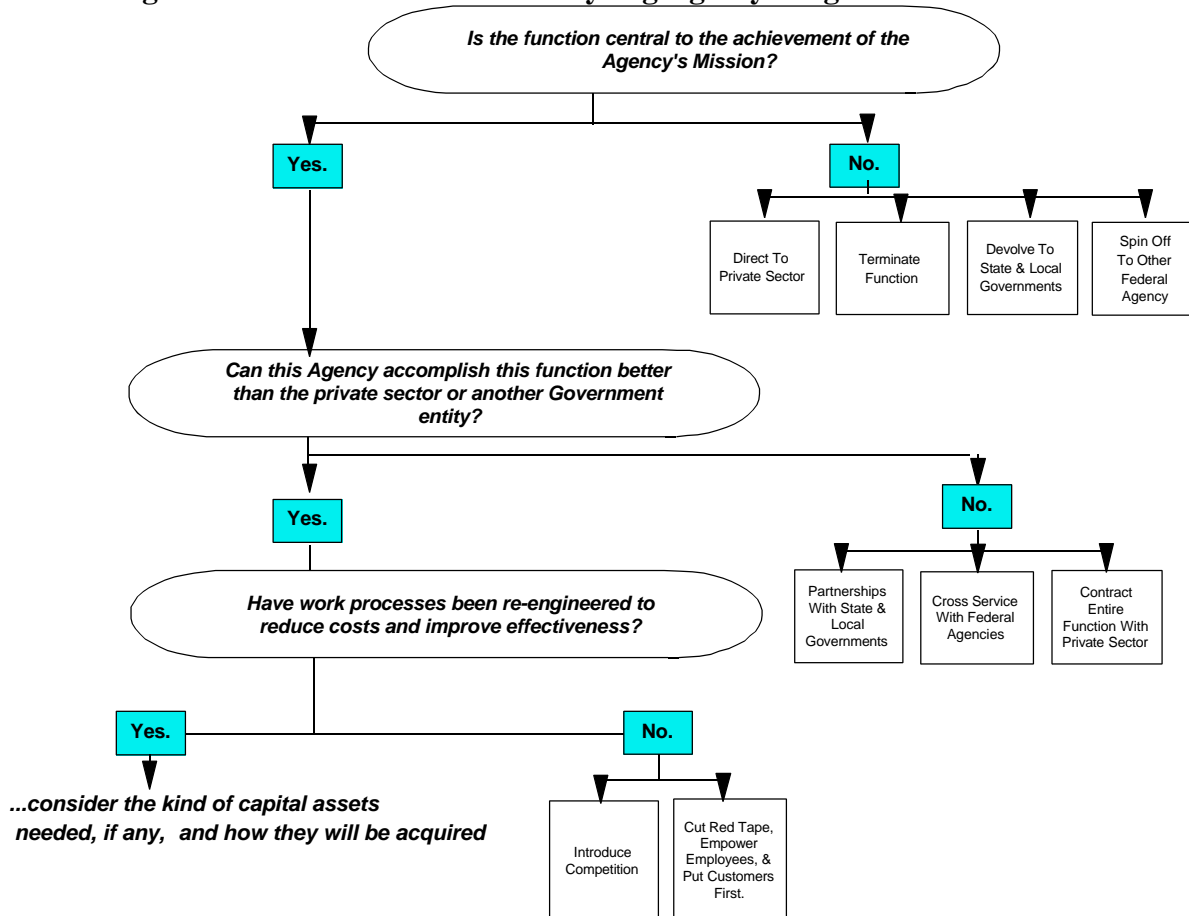 Is the function central to the achievement of the
Agency's Mission?
Yes.
No.
Direct To
Private Sector
Terminate
Function
Devolve To
State & Local
Governments
Spin Off
To Other
Federal
Agency
Can this Agency accomplish this function better
than the private sector or another Government
entity?
Yes.
No.
Partnerships
With State &
Local
Governments
Cross Service
With Federal
Agencies
Contract
Entire
Function With
Private Sector
Have work processes been re-engineered to
reduce costs and improve effectiveness?
Yes.
No.
...consider the kind of capital assets
needed, if any, and how they will be acquired
Introduce
Competition
Cut Red Tape,
Empower
Employees, &
Put Customers
First.